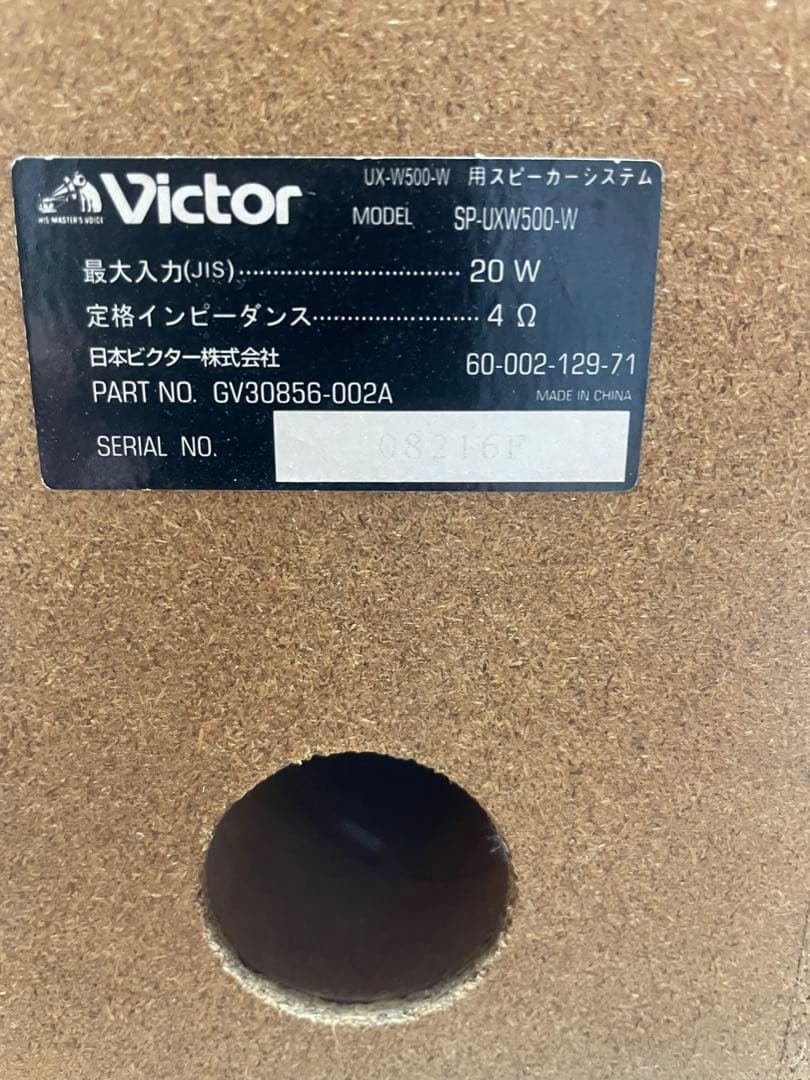 UX-W500-W 用スピーカーシステム
HIS MASTER'S VOICE
Victor
MODEL SP-UXW500-W
最大入力(JIS)································ 20 W
定格インピーダンス························ 4 Ω
日本ビクター株式会社 60-002-129-71
PART NO. GV30856-002A MADE IN CHINA
SERIAL NO. 08216F